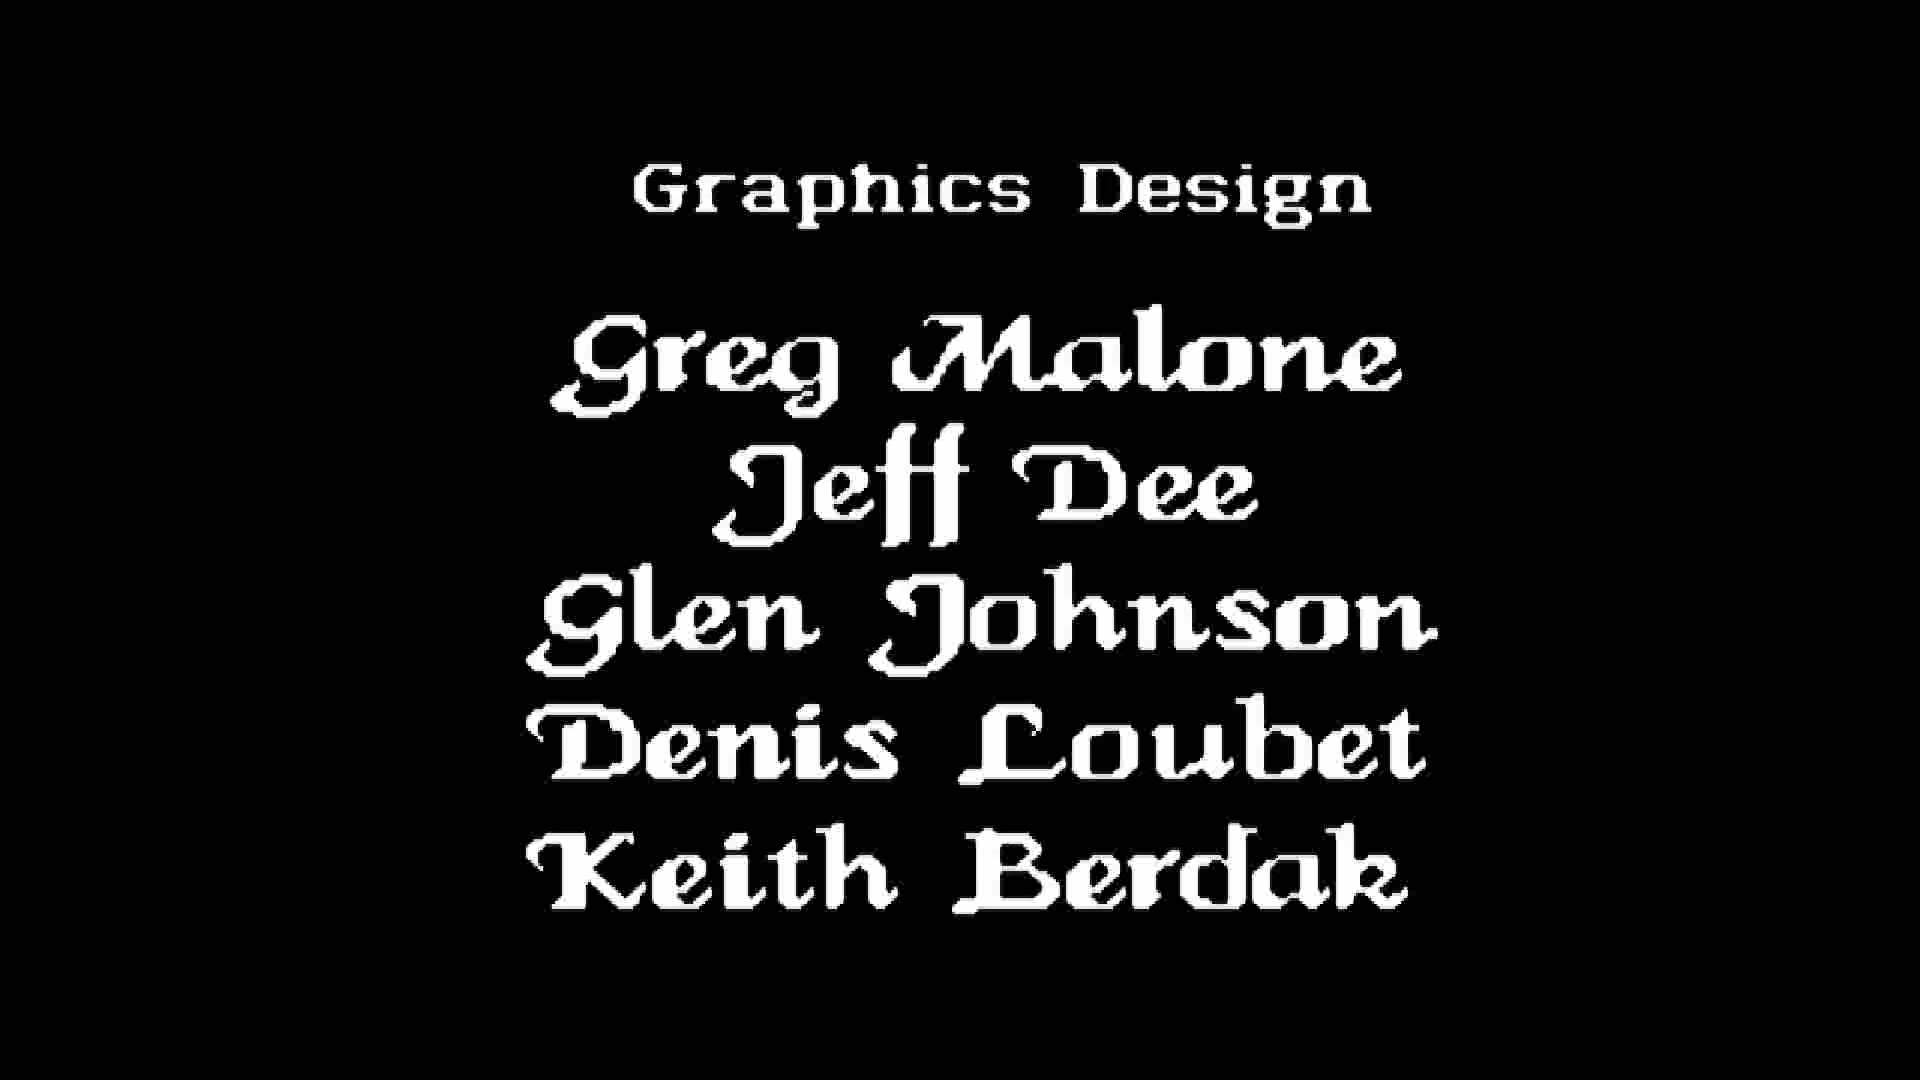 Graphics Design
Greg Malone
Jeff Dee
Glen Johnson
Denis Loubet
Keith Berdak